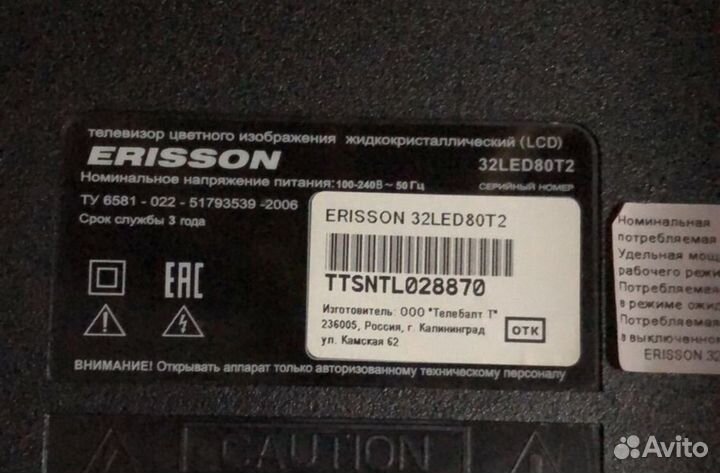 телевизор цветного изображения жидкокристаллический (LCD)
ERISSON
32LED80T2
Номинальное напряжение питания: 100-240В ~ 50 Гц
СЕРИЙНЫЙ НОМЕР
ТУ 6581 - 022 - 51793539 -2006
Срок службы 3 года
ERISSON 32LED80T2
TTSNTL028870
Изготовитель: ООО "Телебалт Т"
236005, Россия, г. Калининград
ул. Камская 62
ОТК
EAC
ВНИМАНИЕ! Открывать аппарат только авторизованному техническому персоналу
Номинальная
потребляемая
Удельная мощ
рабочего режи
Потребляемая
в режиме ожи
Потребляемая
в выключенном
ERISSON 32
CAUTION
Avito